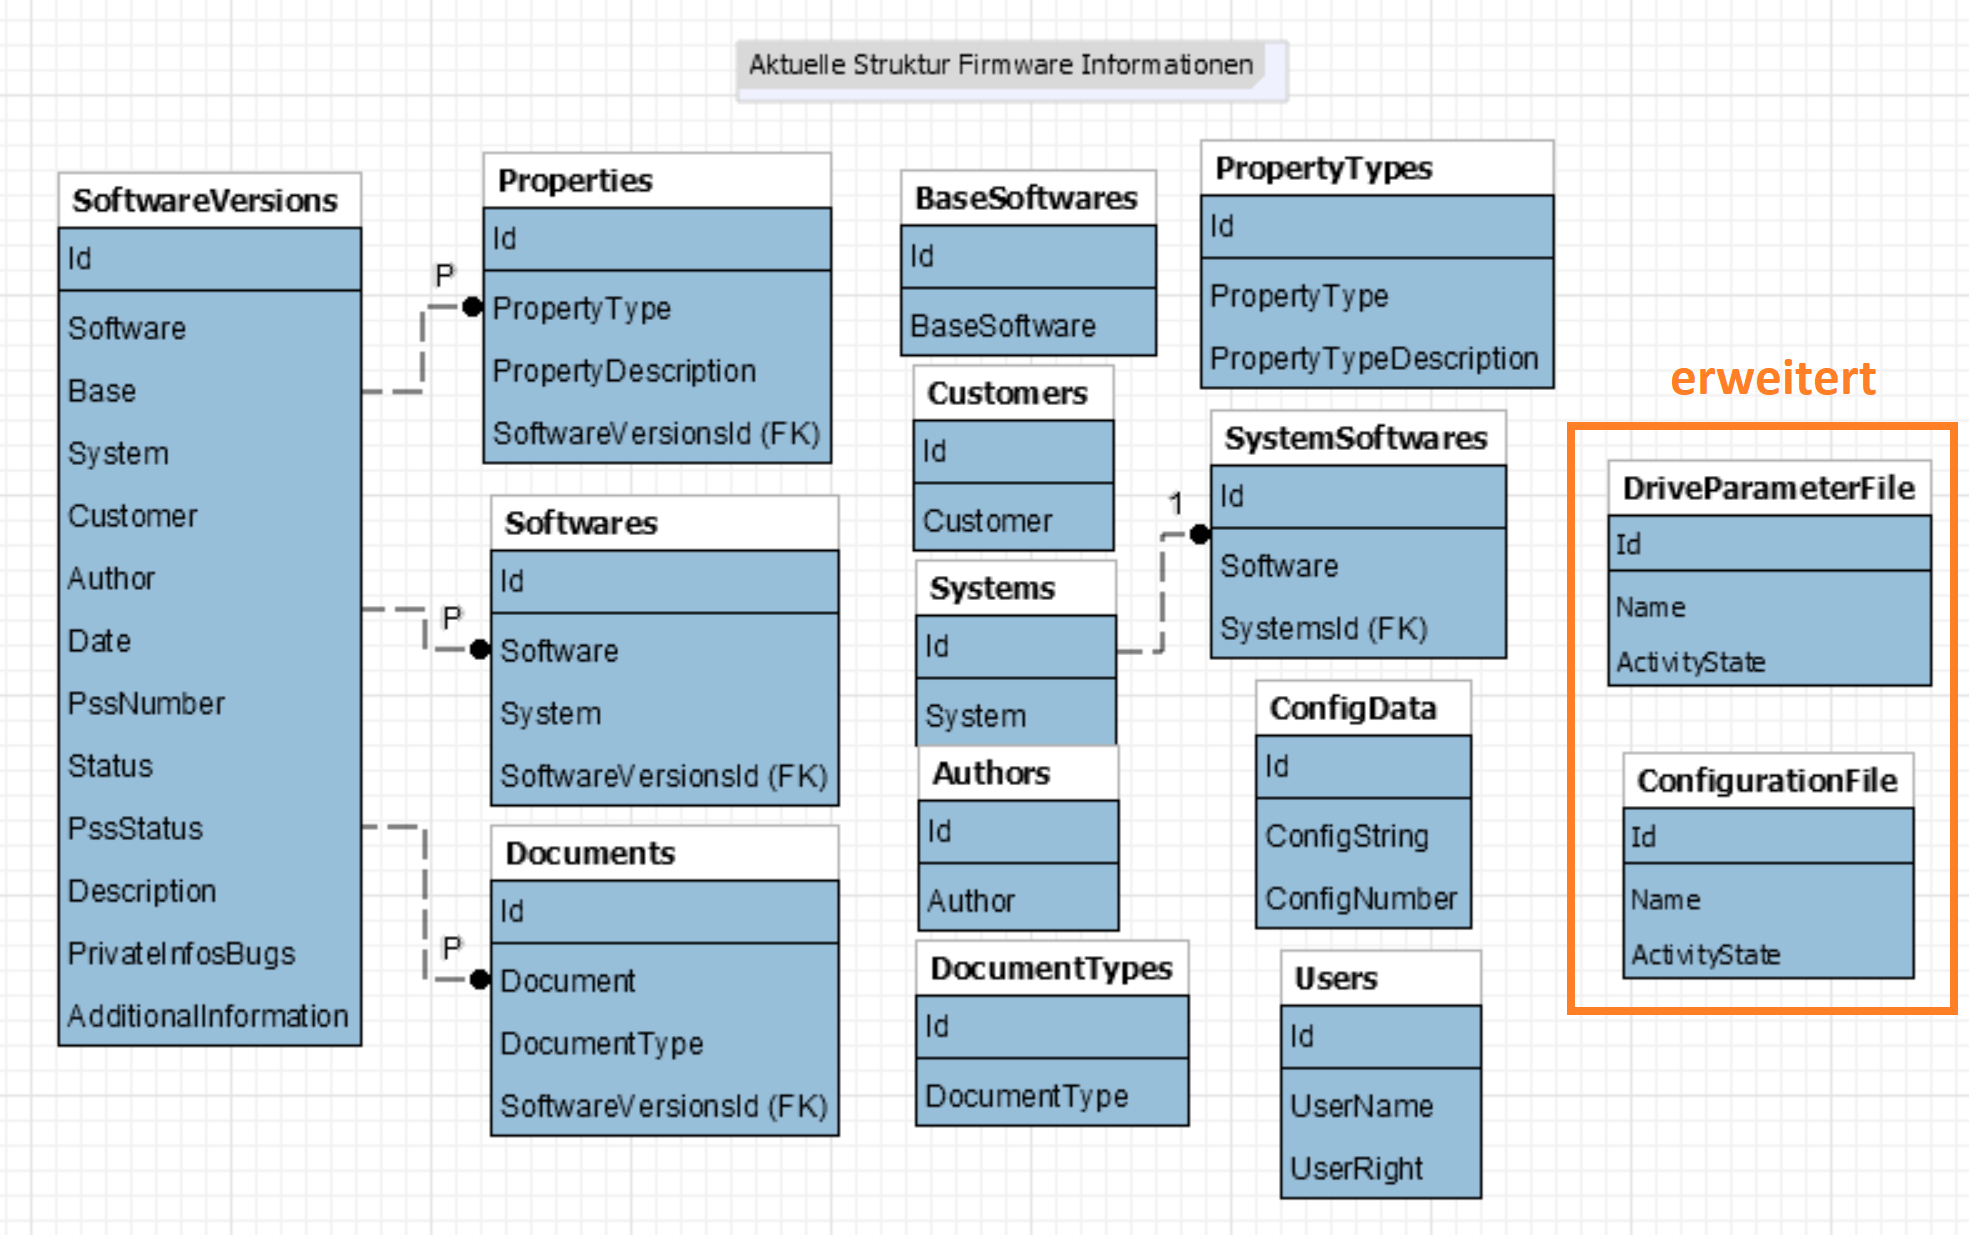 Aktuelle Struktur Firmware Informationen
SoftwareVersions
Id
Software
Base
System
Customer
Author
Date
PssNumber
Status
PssStatus
Description
PrivateInfosBugs
AdditionalInformation
P
Properties
Id
PropertyType
PropertyDescription
SoftwareVersionsId (FK)
P
Softwares
Id
Software
System
SoftwareVersionsId (FK)
P
Documents
Id
Document
DocumentType
SoftwareVersionsId (FK)
BaseSoftwares
Id
BaseSoftware
Customers
Id
Customer
Systems
Id
System
Authors
Id
Author
DocumentTypes
Id
DocumentType
PropertyTypes
Id
PropertyType
PropertyTypeDescription
1
SystemSoftwares
Id
Software
SystemsId (FK)
ConfigData
Id
ConfigString
ConfigNumber
Users
Id
UserName
UserRight
erweitert
DriveParameterFile
Id
Name
ActivityState
ConfigurationFile
Id
Name
ActivityState